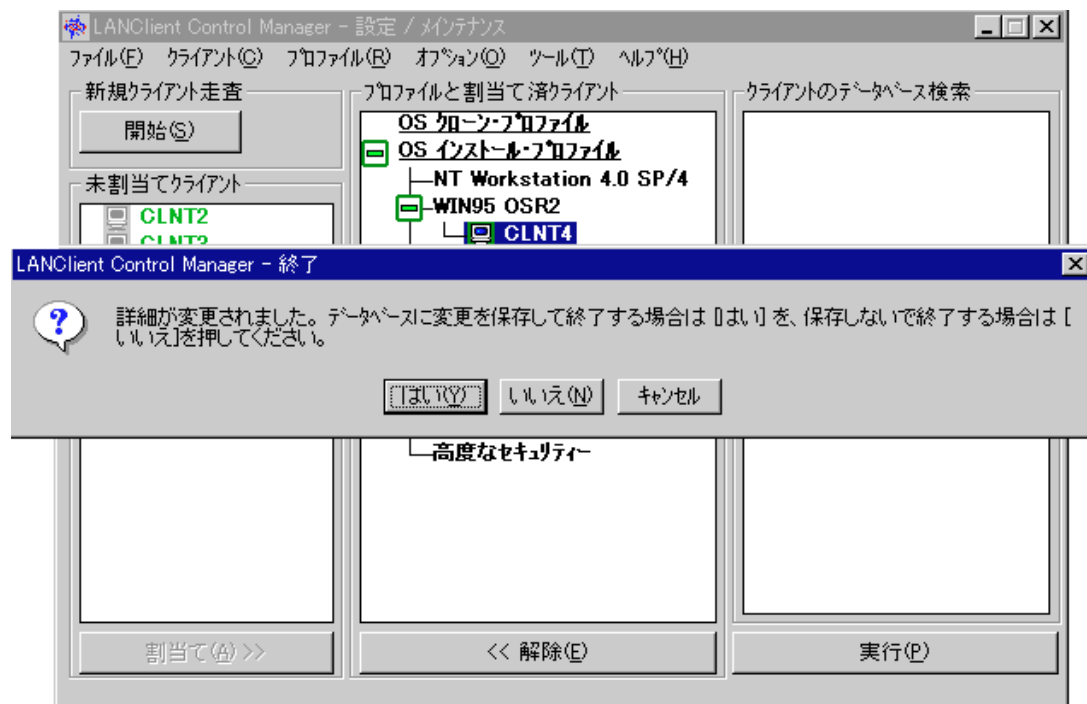 LANClient Control Manager - 設定 / メインテナンス
ファイル(F) クライアント(C) プロファイル(R) オプション(O) ツール(T) ヘルプ(H)
新規クライアント走査
開始(S)
未割当てクライアント
CLNT2
CLNT3
プロファイルと割当て済クライアント
OS クローン・プロファイル
OS インストール・プロファイル
NT Workstation 4.0 SP/4
WIN95 OSR2
CLNT4
クライアントのデータベース検索
LANClient Control Manager - 終了
詳細が変更されました。データベースに変更を保存して終了する場合は [はい] を、保存しないで終了する場合は [
いいえ]を押してください。
はい(Y) いいえ(N) キャンセル
高度なセキュリティー
割当て(A) >>
<< 解除(E)
実行(P)